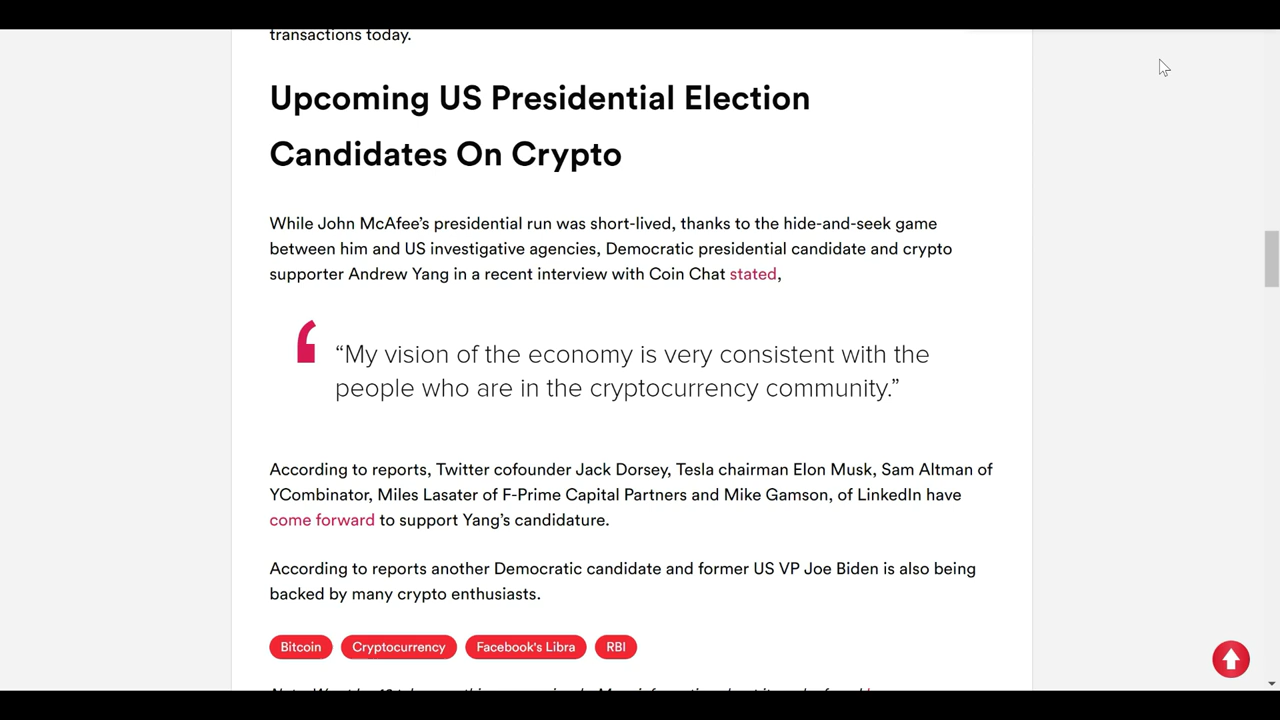 transactions today.
Upcoming US Presidential Election
Candidates On Crypto
While John McAfee’s presidential run was short-lived, thanks to the hide-and-seek game
between him and US investigative agencies, Democratic presidential candidate and crypto
supporter Andrew Yang in a recent interview with Coin Chat stated,
“My vision of the economy is very consistent with the
people who are in the cryptocurrency community.”
According to reports, Twitter cofounder Jack Dorsey, Tesla chairman Elon Musk, Sam Altman of
YCombinator, Miles Lasater of F-Prime Capital Partners and Mike Gamson, of LinkedIn have
come forward to support Yang’s candidature.
According to reports another Democratic candidate and former US VP Joe Biden is also being
backed by many crypto enthusiasts.
Bitcoin Cryptocurrency Facebook's Libra RBI